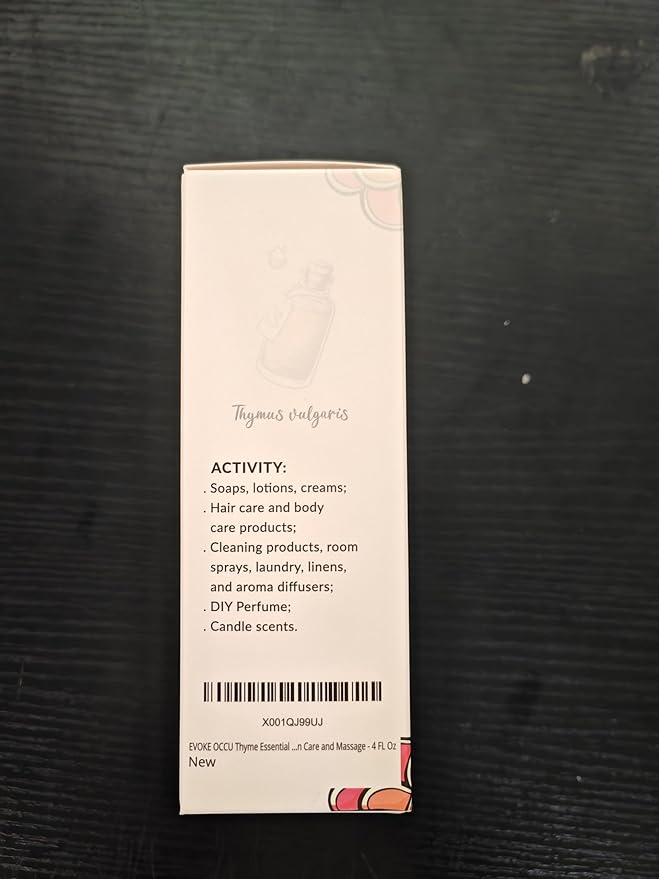 Thymus vulgaris
ACTIVITY:
. Soaps, lotions, creams;
. Hair care and body
care products;
. Cleaning products, room
sprays, laundry, linens,
and aroma diffusers;
. DIY Perfume;
. Candle scents.
X001QJ99UJ
EVOKE OCCU Thyme Essential ...n Care and Massage - 4 FL Oz
New